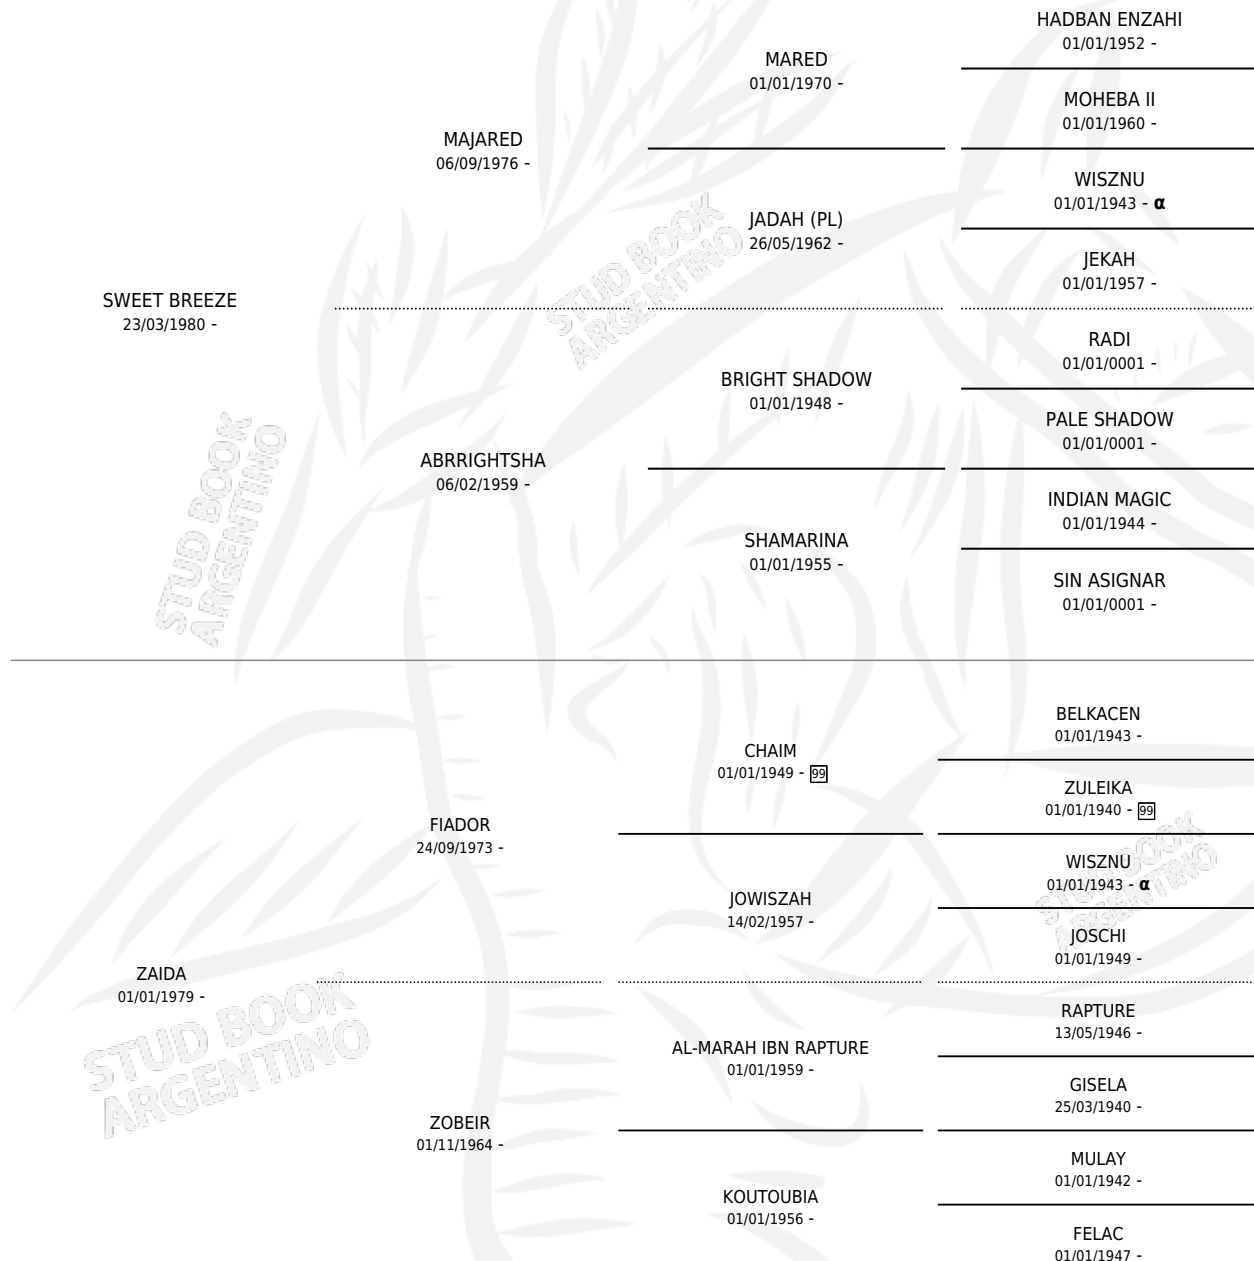 HADBAN ENZAHI
01/01/1952 -
MARED
01/01/1970 -
MOHEBA II
01/01/1960 -
MAJARED
06/09/1976 -
WISZNU
01/01/1943 - α
JADAH (PL)
26/05/1962 -
JEKAH
01/01/1957 -
SWEET BREEZE
23/03/1980 -
RADI
01/01/0001 -
BRIGHT SHADOW
01/01/1948 -
PALE SHADOW
01/01/0001 -
ABRRIGHTSHA
06/02/1959 -
INDIAN MAGIC
01/01/1944 -
SHAMARINA
01/01/1955 -
SIN ASIGNAR
01/01/0001 -
BELKACEN
01/01/1943 -
CHAIM
01/01/1949 - 99
ZULEIKA
01/01/1940 - 99
FIADOR
24/09/1973 -
WISZNU
01/01/1943 - α
JOWISZAH
14/02/1957 -
JOSCHI
01/01/1949 -
ZAIDA
01/01/1979 -
RAPTURE
13/05/1946 -
AL-MARAH IBN RAPTURE
01/01/1959 -
GISELA
25/03/1940 -
ZOBEIR
01/11/1964 -
MULAY
01/01/1942 -
KOUTOUBIA
01/01/1956 -
FELAC
01/01/1947 -
STUD BOOK
ARGENTINO
STUD BOOK
ARGENTINO
STUD BOOK
ARGENTINO
STUD BOOK
ARGENTINO